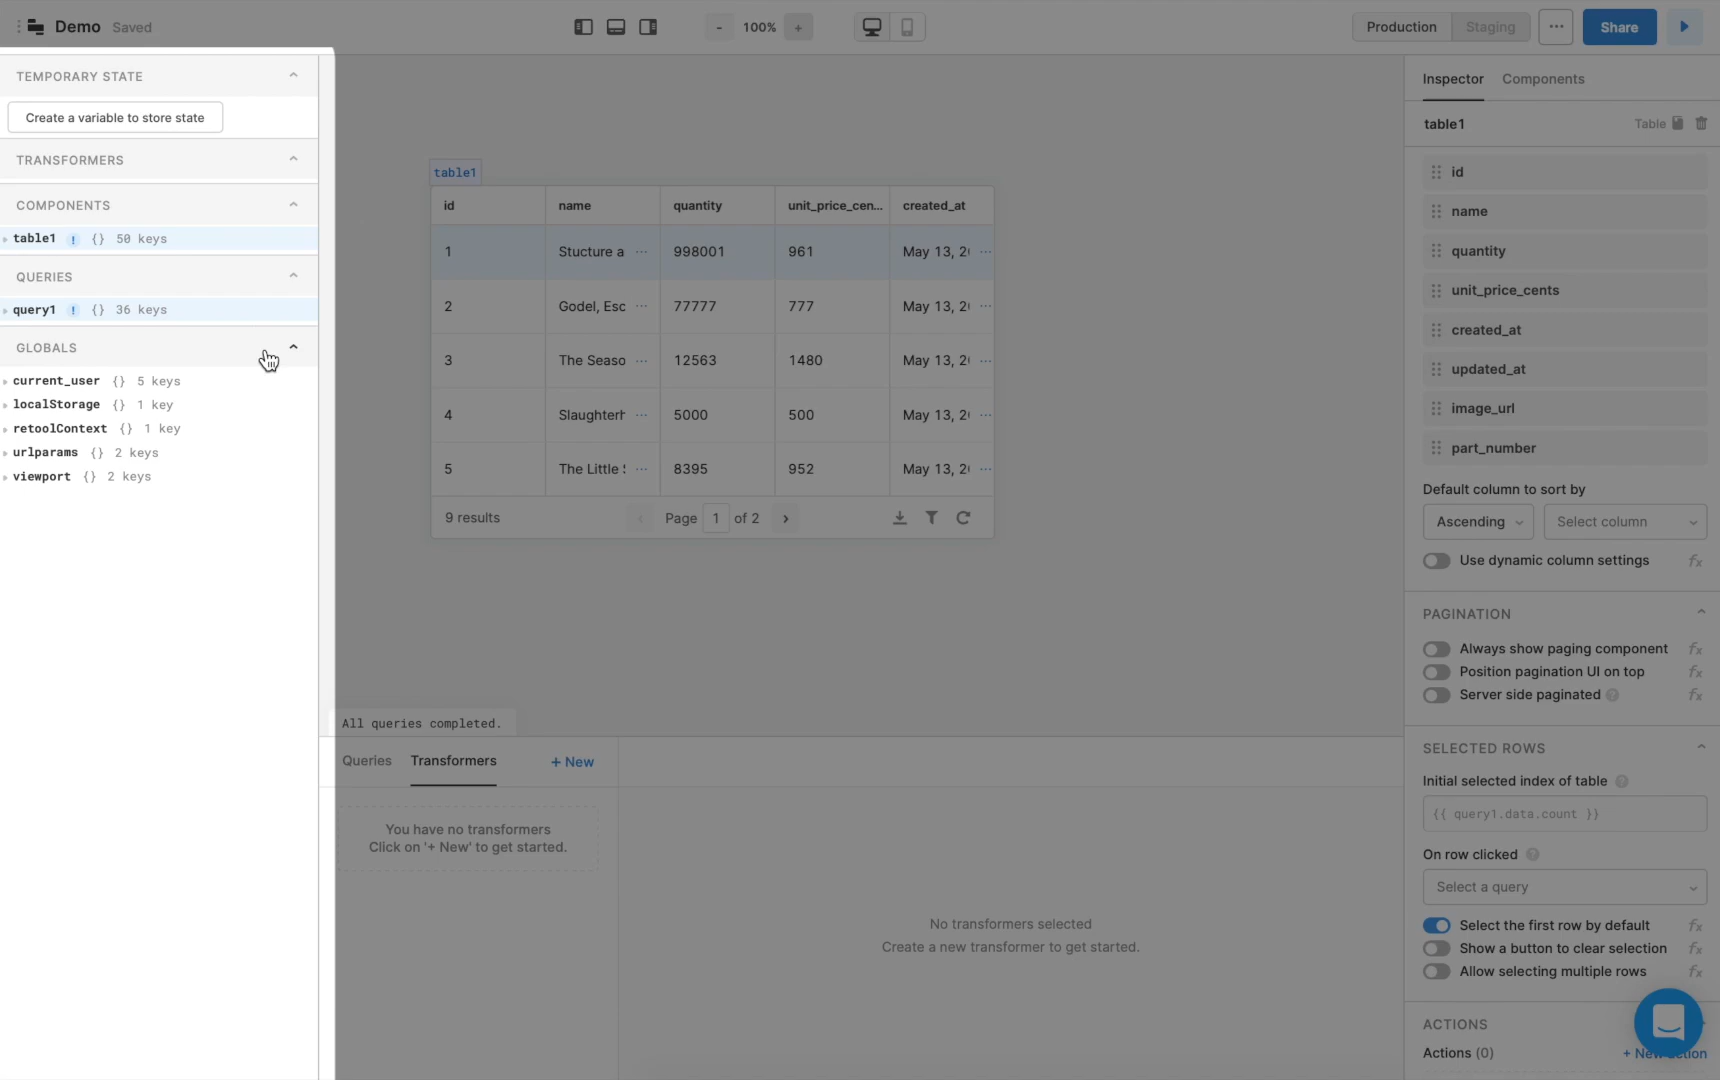 Demo Saved
- 100% +
Production Staging ... Share
TEMPORARY STATE
Create a variable to store state
TRANSFORMERS
COMPONENTS
table1 ! {} 50 keys
QUERIES
query1 ! {} 36 keys
GLOBALS
current_user {} 5 keys
localStorage {} 1 key
retoolContext {} 1 key
urlparams {} 2 keys
viewport {} 2 keys
table1
id name quantity unit_price_cen... created_at
1 Stucture a ... 998001 961 May 13, 2 ...
2 Godel, Esc ... 77777 777 May 13, 2 ...
3 The Seaso ... 12563 1480 May 13, 2 ...
4 Slaughterh ... 5000 500 May 13, 2 ...
5 The Little ... 8395 952 May 13, 2 ...
9 results
Page 1 of 2
All queries completed.
Queries Transformers + New
You have no transformers
Click on '+ New' to get started.
No transformers selected
Create a new transformer to get started.
Inspector Components
table1 Table
id
name
quantity
unit_price_cents
created_at
updated_at
image_url
part_number
Default column to sort by
Ascending Select column
Use dynamic column settings fx
PAGINATION
Always show paging component fx
Position pagination UI on top fx
Server side paginated ? fx
SELECTED ROWS
Initial selected index of table ?
{{ query1.data.count }}
On row clicked ?
Select a query
Select the first row by default fx
Show a button to clear selection fx
Allow selecting multiple rows fx
ACTIONS
Actions (0) + New action